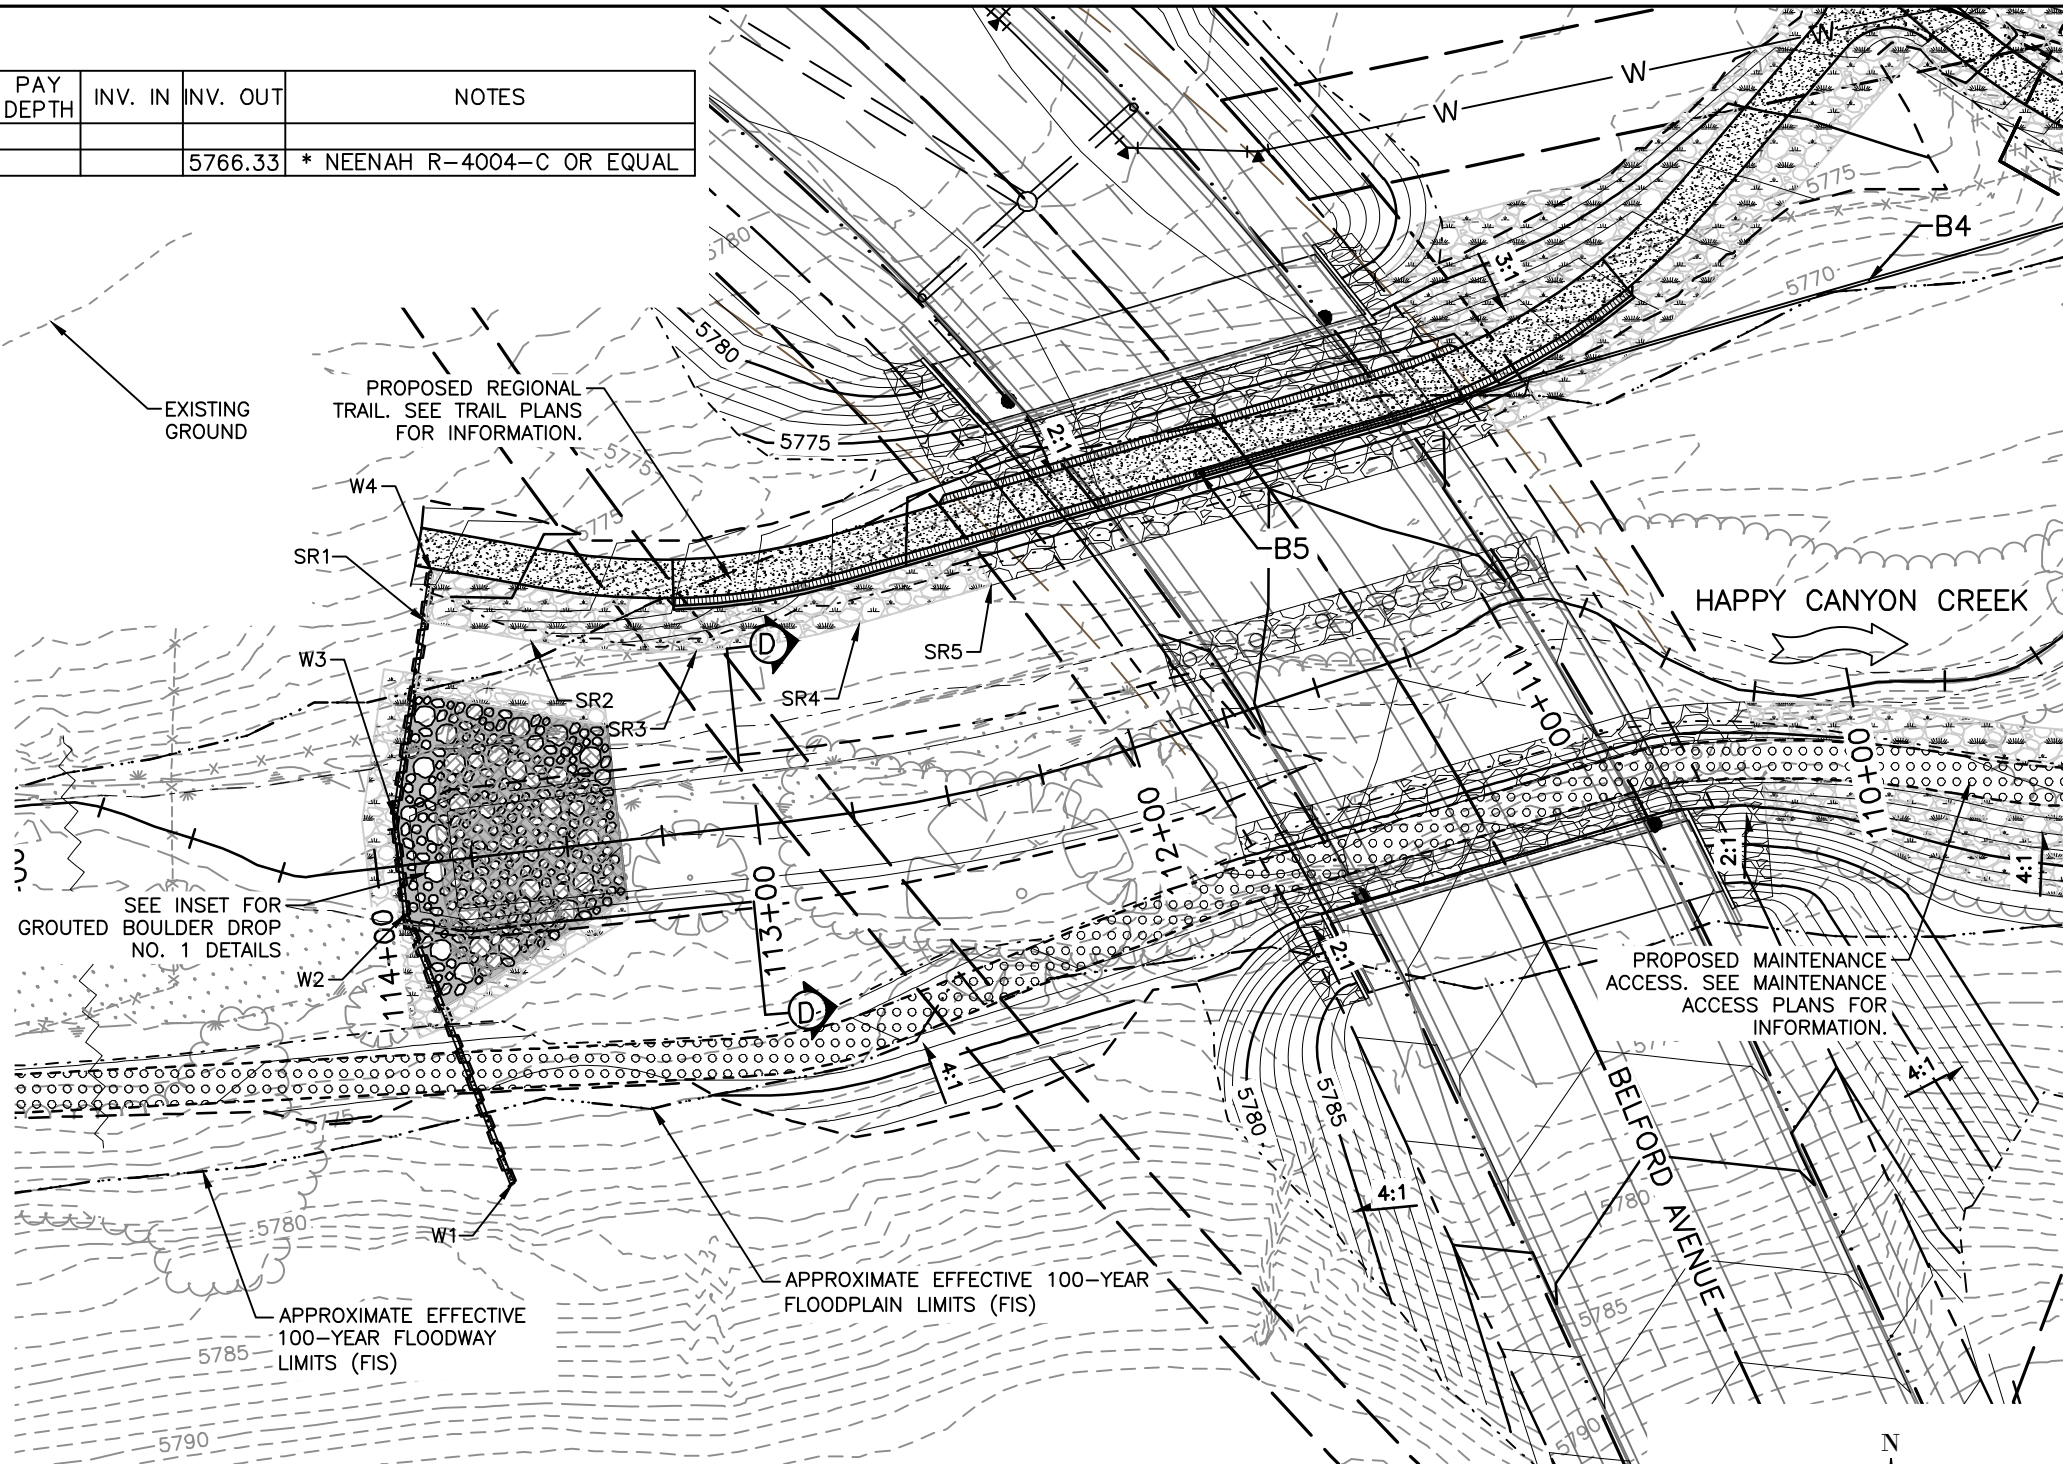 PAY
DEPTH
INV. IN
INV. OUT
NOTES
5766.33
* NEENAH R-4004-C OR EQUAL
W
W
W
5775
B4
5780
3:1
5770
5780
PROPOSED REGIONAL
TRAIL. SEE TRAIL PLANS
FOR INFORMATION.
EXISTING
GROUND
5775
2:1
5775
W4
5775
SR1
B5
HAPPY CANYON CREEK
D
SR5
W3
SR2
SR4
SR3
111+00
110+00
112+00
2:1
4:1
113+00
SEE INSET FOR
GROUTED BOULDER DROP
NO. 1 DETAILS
114+00
W2
2:1
PROPOSED MAINTENANCE
ACCESS. SEE MAINTENANCE
ACCESS PLANS FOR
INFORMATION.
D
4:1
4:1
5775
5780
5785
BELFORD AVENUE
4:1
5780
5780
W1
APPROXIMATE EFFECTIVE 100-YEAR
FLOODPLAIN LIMITS (FIS)
APPROXIMATE EFFECTIVE
100-YEAR FLOODWAY
LIMITS (FIS)
5785
5785
5790
5790
N